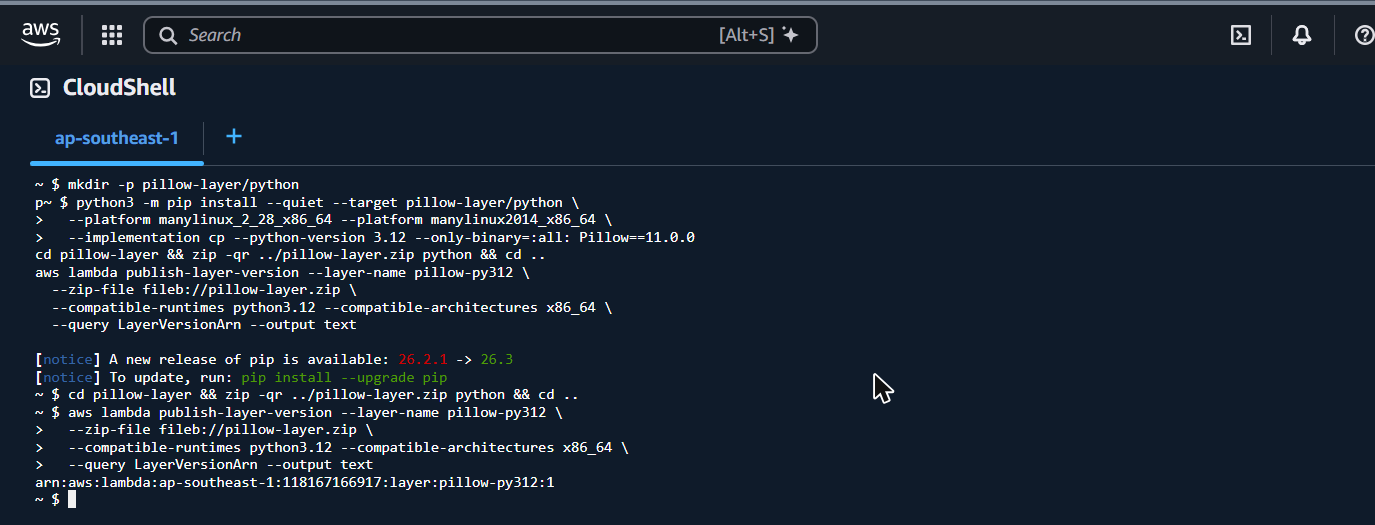 aws
Search [Alt+S]
CloudShell
ap-southeast-1 +
~ $ mkdir -p pillow-layer/python
p~ $ python3 -m pip install --quiet --target pillow-layer/python \
>   --platform manylinux_2_28_x86_64 --platform manylinux2014_x86_64 \
>   --implementation cp --python-version 3.12 --only-binary=:all: Pillow==11.0.0
cd pillow-layer && zip -qr ../pillow-layer.zip python && cd ..
aws lambda publish-layer-version --layer-name pillow-py312 \
  --zip-file fileb://pillow-layer.zip \
  --compatible-runtimes python3.12 --compatible-architectures x86_64 \
  --query LayerVersionArn --output text
[notice] A new release of pip is available: 26.2.1 -> 26.3
[notice] To update, run: pip install --upgrade pip
~ $ cd pillow-layer && zip -qr ../pillow-layer.zip python && cd ..
~ $ aws lambda publish-layer-version --layer-name pillow-py312 \
>   --zip-file fileb://pillow-layer.zip \
>   --compatible-runtimes python3.12 --compatible-architectures x86_64 \
>   --query LayerVersionArn --output text
arn:aws:lambda:ap-southeast-1:118167166917:layer:pillow-py312:1
~ $